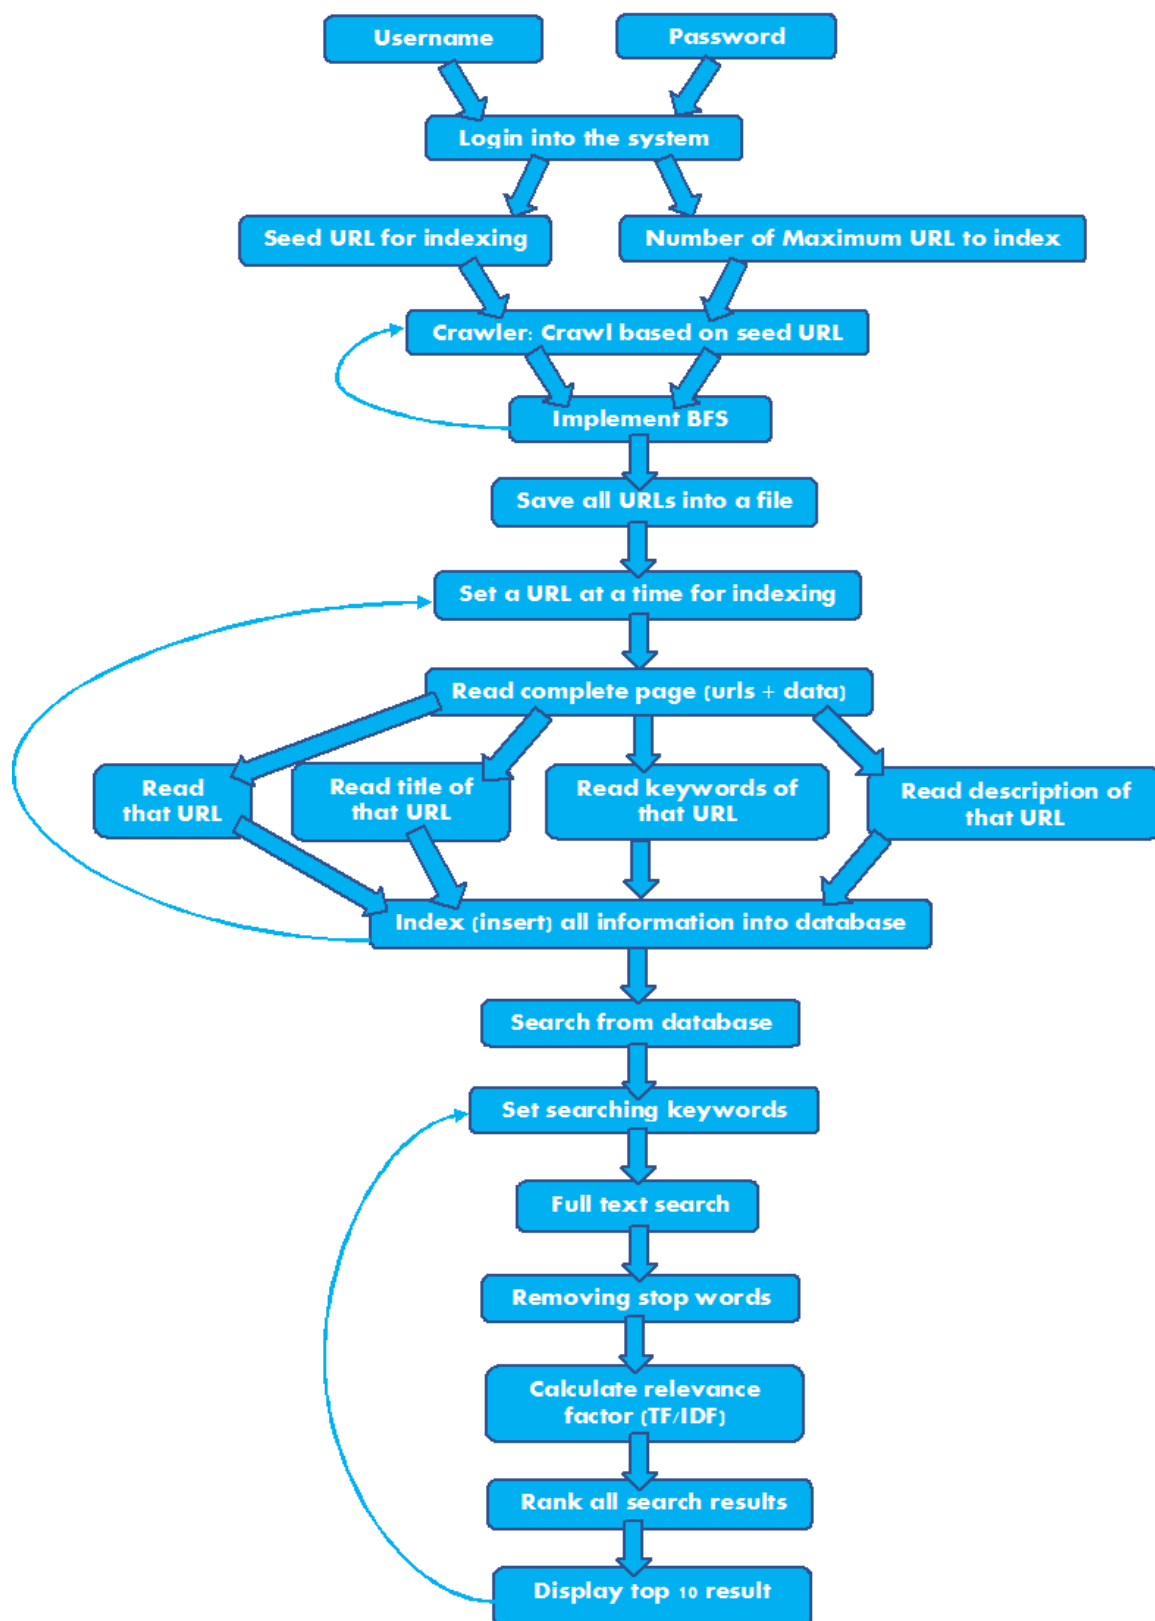 Username
Password
Login into the system
Seed URL for indexing
Number of Maximum URL to index
Crawler: Crawl based on seed URL
Implement BFS
Save all URLs into a file
Set a URL at a time for indexing
Read complete page (urls + data)
Read
that URL
Read title of
that URL
Read keywords of
that URL
Read description of
that URL
Index (insert) all information into database
Search from database
Set searching keywords
Full text search
Removing stop words
Calculate relevance
factor (TF/IDF)
Rank all search results
Display top 10 result